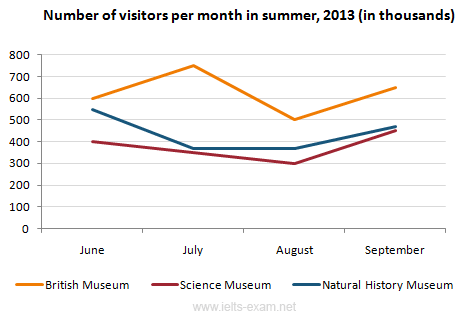 Number of visitors per month in summer, 2013 (in thousands)
800
700
600
500
400
300
200
100
0
June July August September
British Museum Science Museum Natural History Museum
www.ielts-exam.net